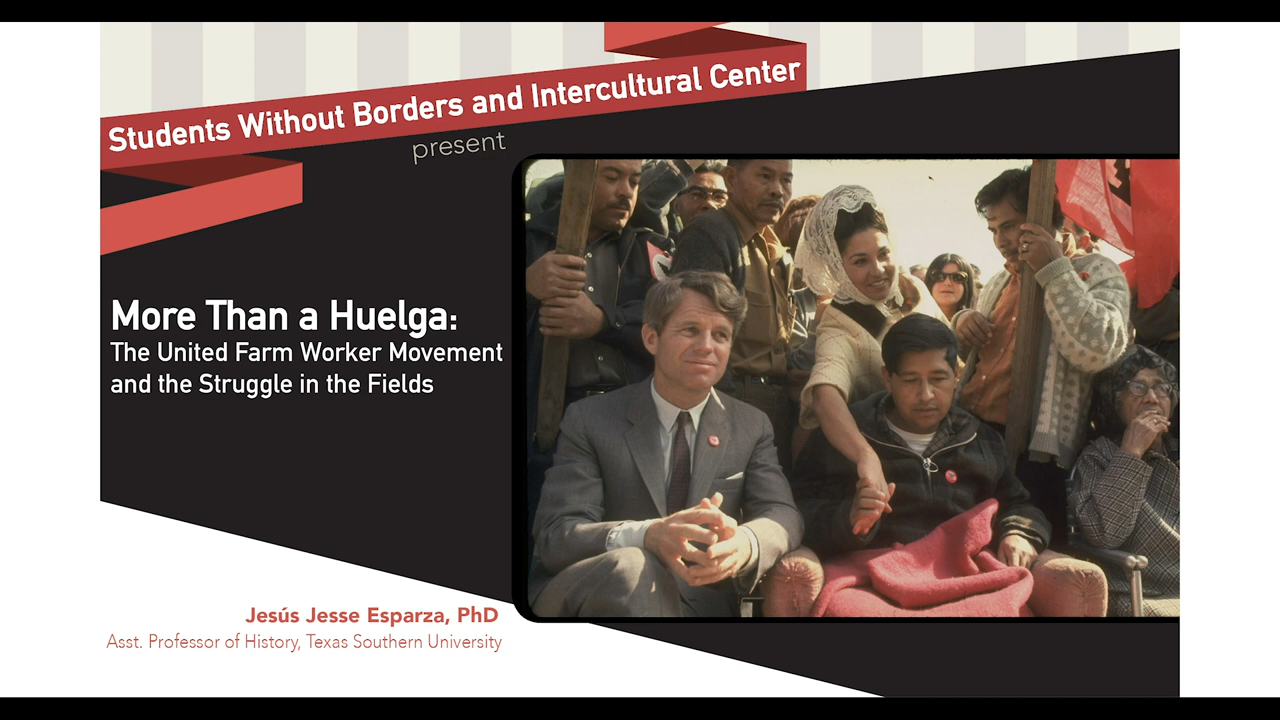 Students Without Borders and Intercultural Center
present
More Than a Huelga:
The United Farm Worker Movement
and the Struggle in the Fields
Jesús Jesse Esparza, PhD
Asst. Professor of History, Texas Southern University